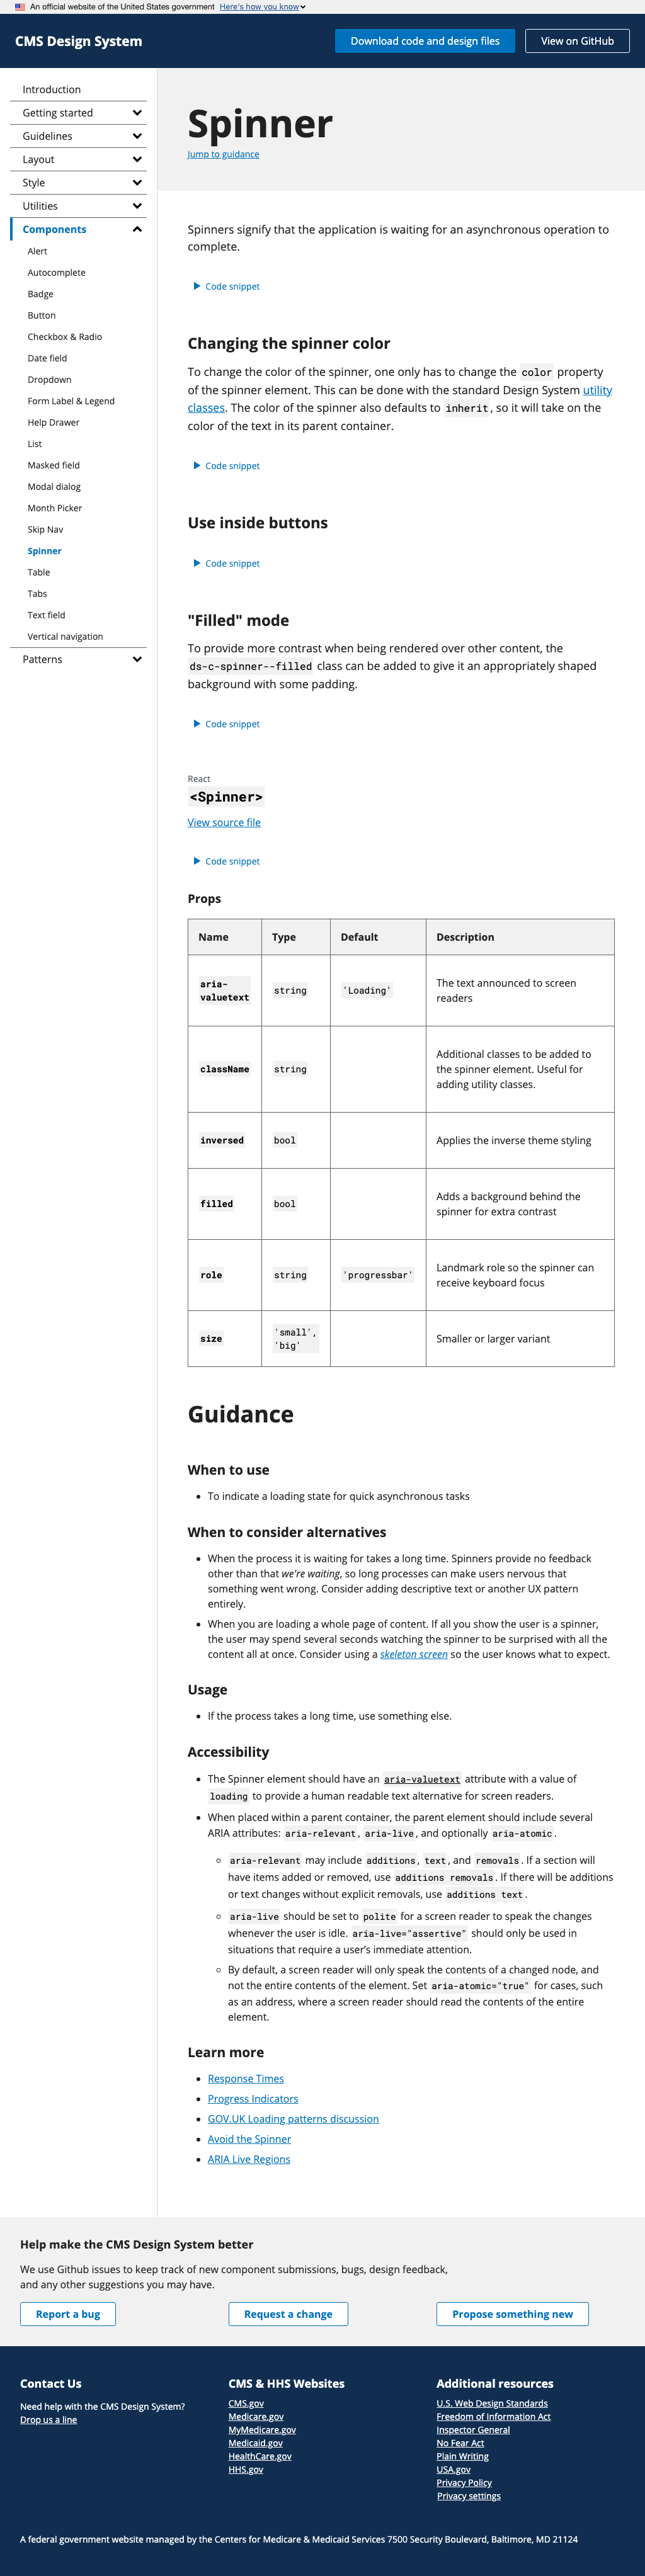 An official website of the United States government Here's how you know
CMS Design System
Download code and design files
View on GitHub
Introduction
Getting started
Guidelines
Layout
Style
Utilities
Components
Alert
Autocomplete
Badge
Button
Checkbox & Radio
Date field
Dropdown
Form Label & Legend
Help Drawer
List
Masked field
Modal dialog
Month Picker
Skip Nav
Spinner
Table
Tabs
Text field
Vertical navigation
Patterns
Spinner
Jump to guidance
Spinners signify that the application is waiting for an asynchronous operation to
complete.
Code snippet
Changing the spinner color
To change the color of the spinner, one only has to change the color property
of the spinner element. This can be done with the standard Design System utility
classes. The color of the spinner also defaults to inherit, so it will take on the
color of the text in its parent container.
Code snippet
Use inside buttons
Code snippet
"Filled" mode
To provide more contrast when being rendered over other content, the
ds-c-spinner--filled class can be added to give it an appropriately shaped
background with some padding.
Code snippet
React
<Spinner>
View source file
Code snippet
Props
Name Type Default Description
aria-
valuetext
string
'Loading'
The text announced to screen
readers
className
string
Additional classes to be added to
the spinner element. Useful for
adding utility classes.
inversed
bool
Applies the inverse theme styling
filled
bool
Adds a background behind the
spinner for extra contrast
role
string
'progressbar'
Landmark role so the spinner can
receive keyboard focus
size
'small',
'big'
Smaller or larger variant
Guidance
When to use
To indicate a loading state for quick asynchronous tasks
When to consider alternatives
When the process it is waiting for takes a long time. Spinners provide no feedback
other than that we're waiting, so long processes can make users nervous that
something went wrong. Consider adding descriptive text or another UX pattern
entirely.
When you are loading a whole page of content. If all you show the user is a spinner,
the user may spend several seconds watching the spinner to be surprised with all the
content all at once. Consider using a skeleton screen so the user knows what to expect.
Usage
If the process takes a long time, use something else.
Accessibility
The Spinner element should have an aria-valuetext attribute with a value of
loading to provide a human readable text alternative for screen readers.
When placed within a parent container, the parent element should include several
ARIA attributes: aria-relevant, aria-live, and optionally aria-atomic.
aria-relevant may include additions, text, and removals. If a section will
have items added or removed, use additions removals. If there will be additions
or text changes without explicit removals, use additions text.
aria-live should be set to polite for a screen reader to speak the changes
whenever the user is idle. aria-live="assertive" should only be used in
situations that require a user's immediate attention.
By default, a screen reader will only speak the contents of a changed node, and
not the entire contents of the element. Set aria-atomic="true" for cases, such
as an address, where a screen reader should read the contents of the entire
element.
Learn more
Response Times
Progress Indicators
GOV.UK Loading patterns discussion
Avoid the Spinner
ARIA Live Regions
Help make the CMS Design System better
We use Github issues to keep track of new component submissions, bugs, design feedback,
and any other suggestions you may have.
Report a bug
Request a change
Propose something new
Contact Us
Need help with the CMS Design System?
Drop us a line
CMS & HHS Websites
CMS.gov
Medicare.gov
MyMedicare.gov
Medicaid.gov
HealthCare.gov
HHS.gov
Additional resources
U.S. Web Design Standards
Freedom of Information Act
Inspector General
No Fear Act
Plain Writing
USA.gov
Privacy Policy
Privacy settings
A federal government website managed by the Centers for Medicare & Medicaid Services 7500 Security Boulevard, Baltimore, MD 21124